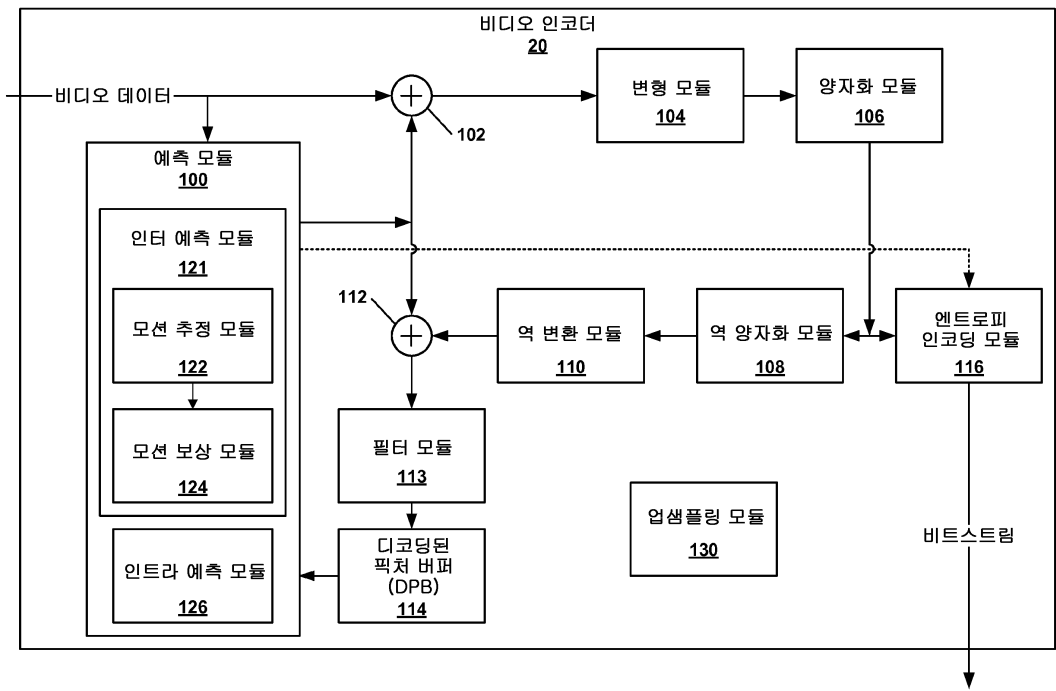 비디오 인코더
20
비디오 데이터
102
변형 모듈
104
양자화 모듈
106
예측 모듈
100
인터 예측 모듈
121
모션 추정 모듈
122
모션 보상 모듈
124
인트라 예측 모듈
126
112
역 변환 모듈
110
역 양자화 모듈
108
엔트로피
인코딩 모듈
116
필터 모듈
113
디코딩된
픽처 버퍼
(DPB)
114
업샘플링 모듈
130
비트스트림